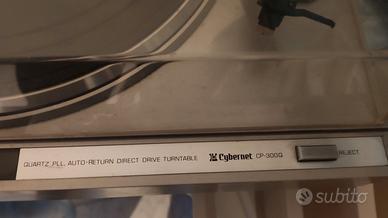 QUARTZ PLL AUTO-RETURN DIRECT DRIVE TURNTABLE Cybernet CP-300Q REJECT
subito